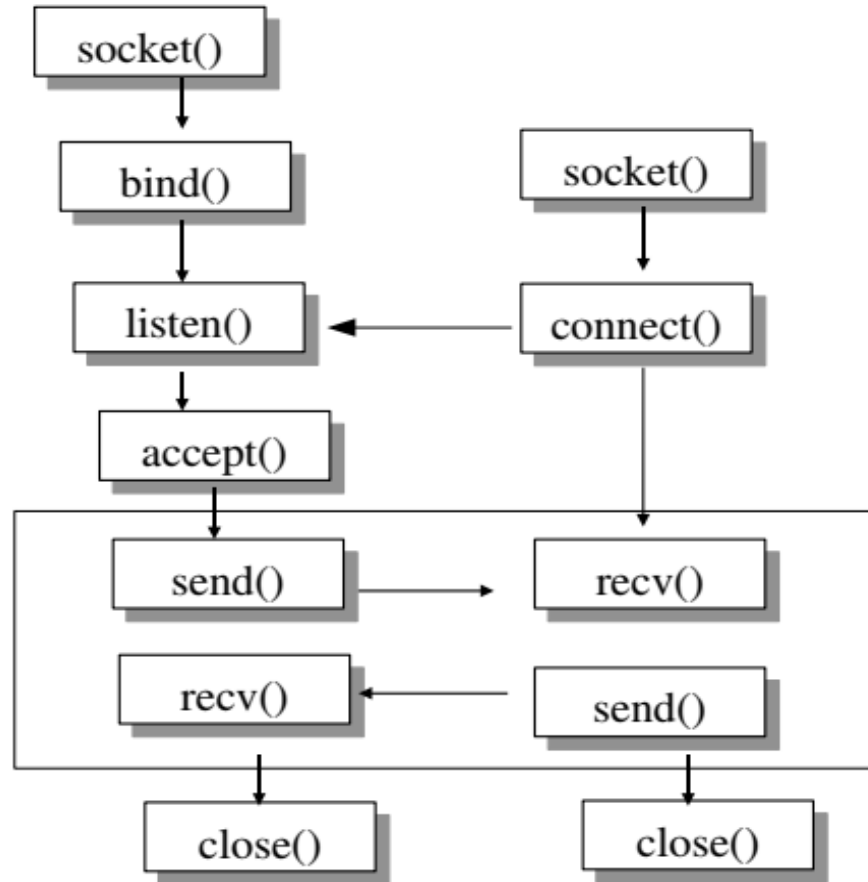 socket()
bind()
socket()
listen()
connect()
accept()
send()
recv()
recv()
send()
close()
close()